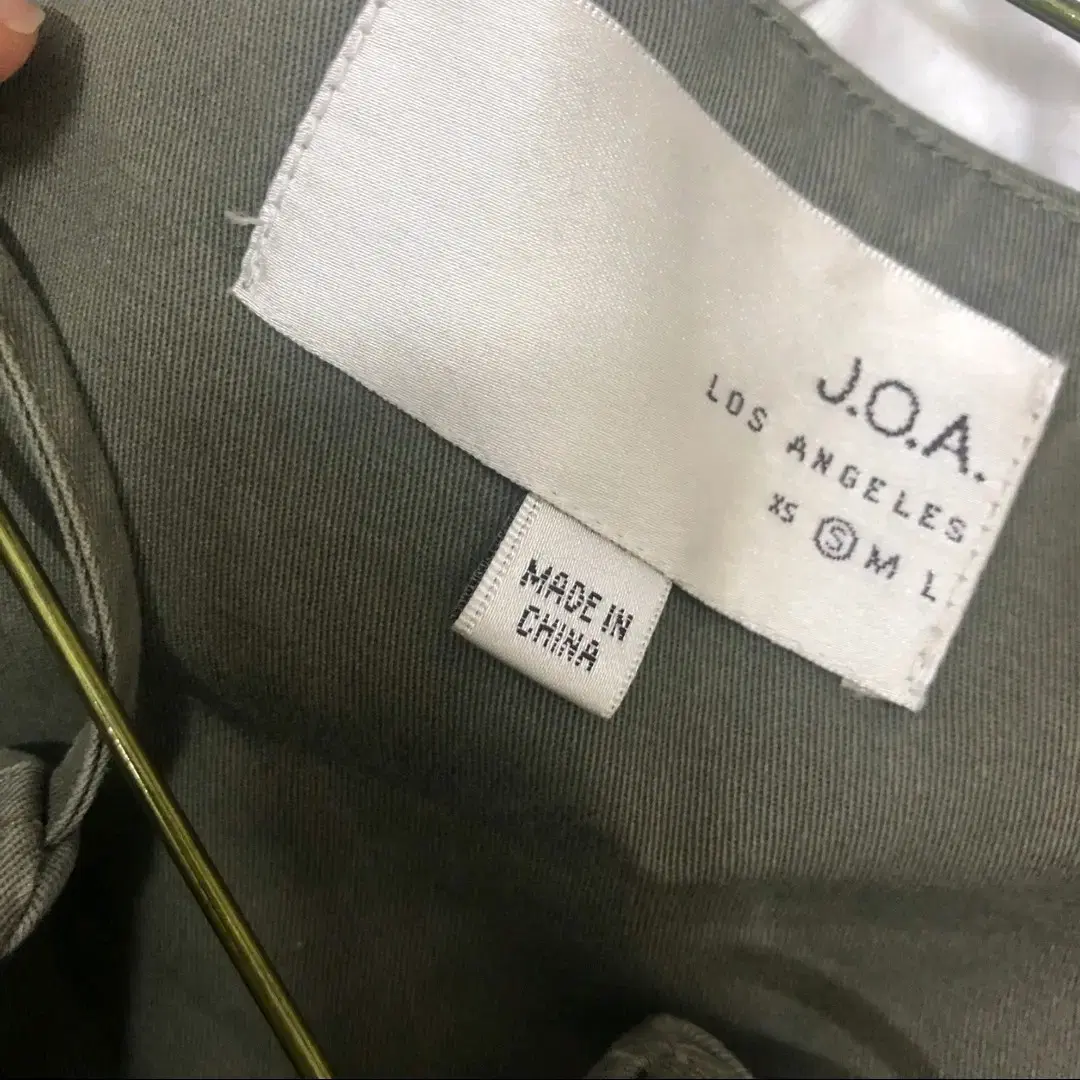 J.O.A.
LOS ANGELES
XS S M L
MADE IN
CHINA